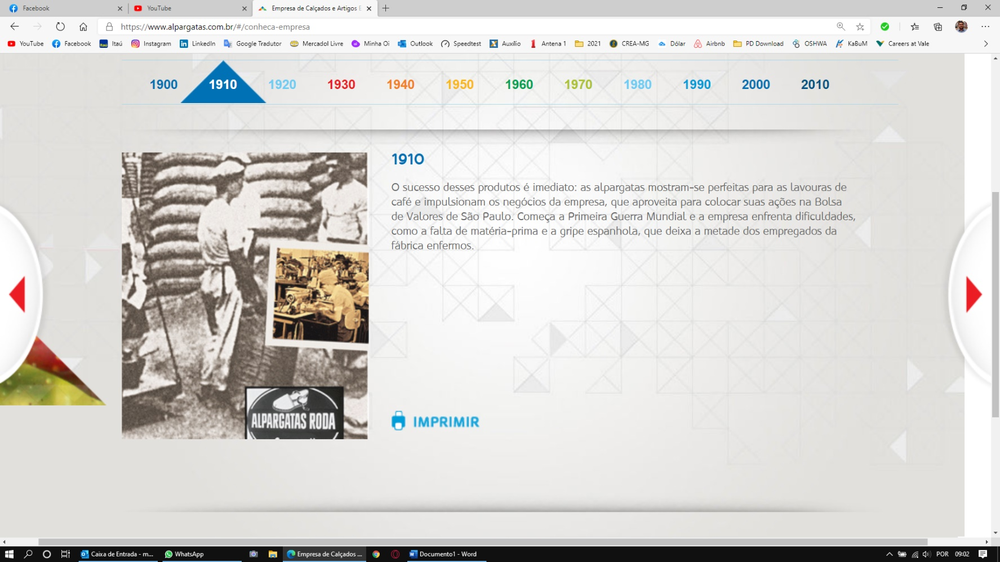 Facebook
YouTube
Empresa de Calçados e Artigos E
https://www.alpargatas.com.br/#/conheca-empresa
YouTube Facebook Itaú Instagram LinkedIn Google Tradutor Mercadol Livre Minha Oi Outlook Speedtest Auxílio Antena 1 2021 CREA-MG Dólar Airbnb PD Download OSHWA KaBuM Careers at Vale
1900 1910 1920 1930 1940 1950 1960 1970 1980 1990 2000 2010
1910
O sucesso desses produtos é imediato: as alpargatas mostram-se perfeitas para as lavouras de
café e impulsionam os negócios da empresa, que aproveita para colocar suas ações na Bolsa
de Valores de São Paulo. Começa a Primeira Guerra Mundial e a empresa enfrenta dificuldades,
como a falta de matéria-prima e a gripe espanhola, que deixa a metade dos empregados da
fábrica enfermos.
ALPARGATAS RODA
IMPRIMIR
Caixa de Entrada - m...
WhatsApp
Empresa de Calçados ...
Documento1 - Word
POR
09:02